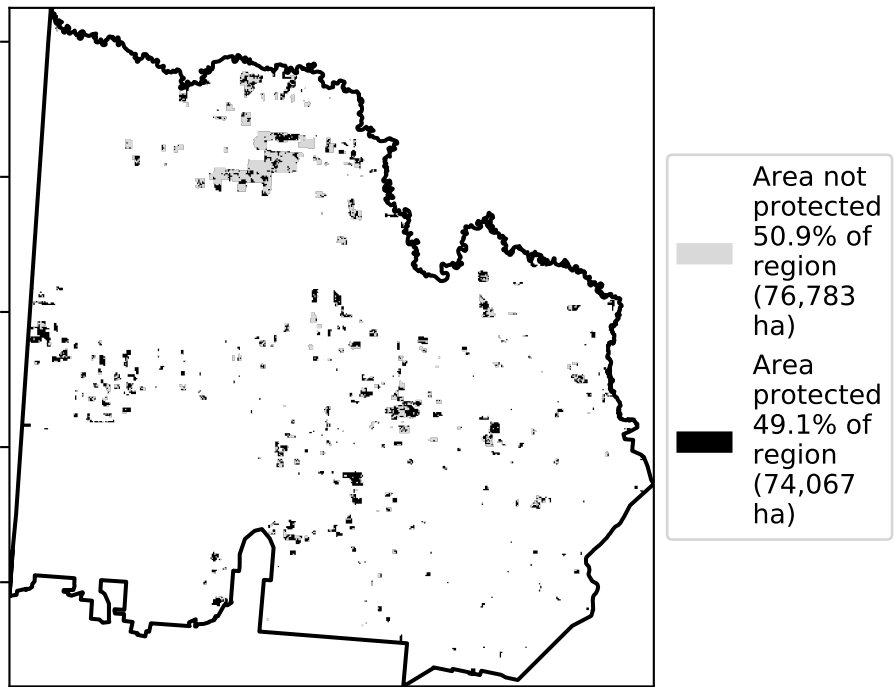 Area not
protected
50.9% of
region
(76,783
ha)
Area
protected
49.1% of
region
(74,067
ha)